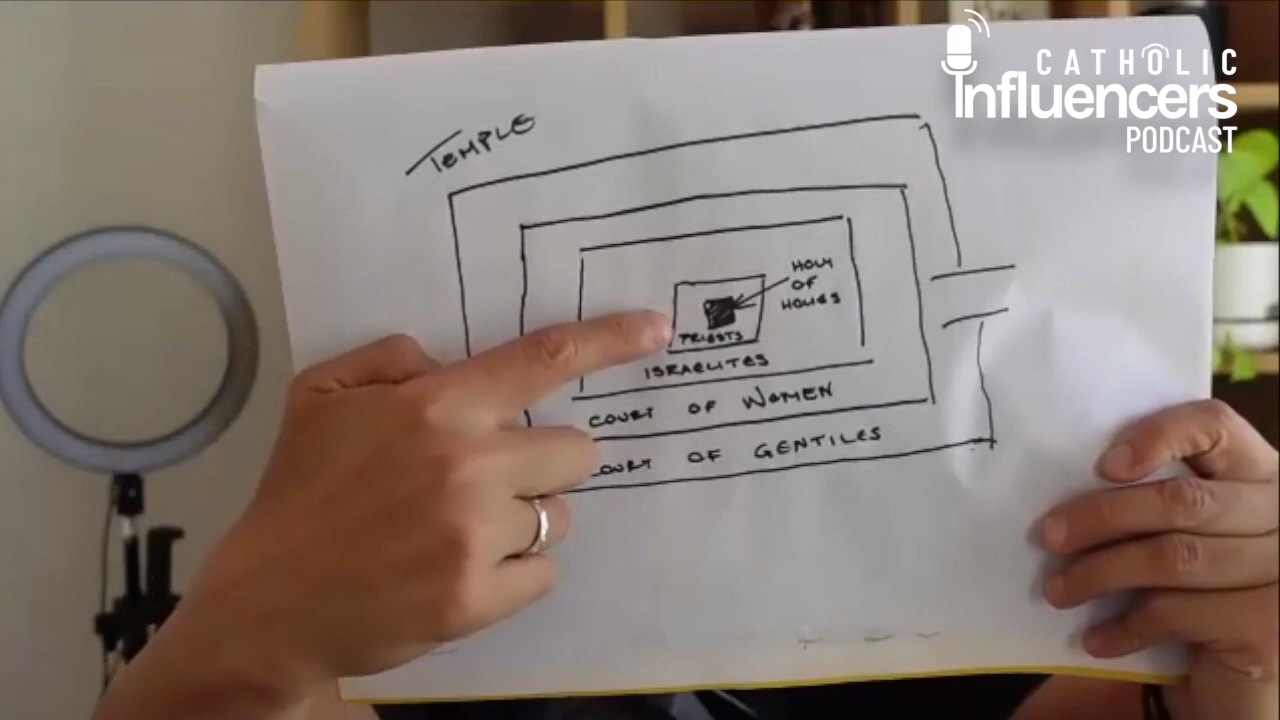 CATHOLIC
Influencers
PODCAST
TEMPLE
HOLY
OF
HOLIES
PRIESTS
ISRAELITES
COURT OF WOMEN
COURT OF GENTILES